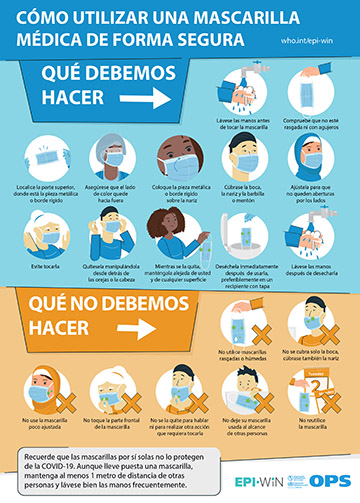 CÓMO UTILIZAR UNA MASCARILLA
MÉDICA DE FORMA SEGURA
who.int/epi-win
QUÉ DEBEMOS
HACER
Lávese las manos antes
de tocar la mascarilla
Compruebe que no esté
rasgada ni con agujeros
Localice la parte superior,
donde está la pieza metálica
o borde rígido
Asegúrese que el lado
de color quede
hacia fuera
Coloque la pieza metálica
o borde rígido
sobre la nariz
Cúbrase la boca,
la nariz y la barbilla
o mentón
Ajústela para que
no queden aberturas
por los lados
Evite tocarla
Quítesela manipulándola
desde detrás de
las orejas o la cabeza
Mientras se la quita,
manténgala alejada de usted
y de cualquier superficie
Deséchela inmediatamente
después de usarla,
preferiblemente en un
recipiente con tapa
Lávese las manos
después de desecharla
QUÉ NO DEBEMOS
HACER
No utilice mascarillas
rasgadas o húmedas
No se cubra solo la boca,
cúbrase también la nariz
No use la mascarilla
poco ajustada
No toque la parte frontal
de la mascarilla
No se la quite para hablar
ni para realizar otra acción
que requiera tocarla
No deje su mascarilla usada
al alcance
de otras personas
No reutilice
la mascarilla
Recuerde que las mascarillas por sí solas no lo protegen
de la COVID-19. Aunque lleve puesta una mascarilla,
mantenga al menos 1 metro de distancia de otras
personas y lávese bien las manos frecuentemente.
EPI-WiN
OPS